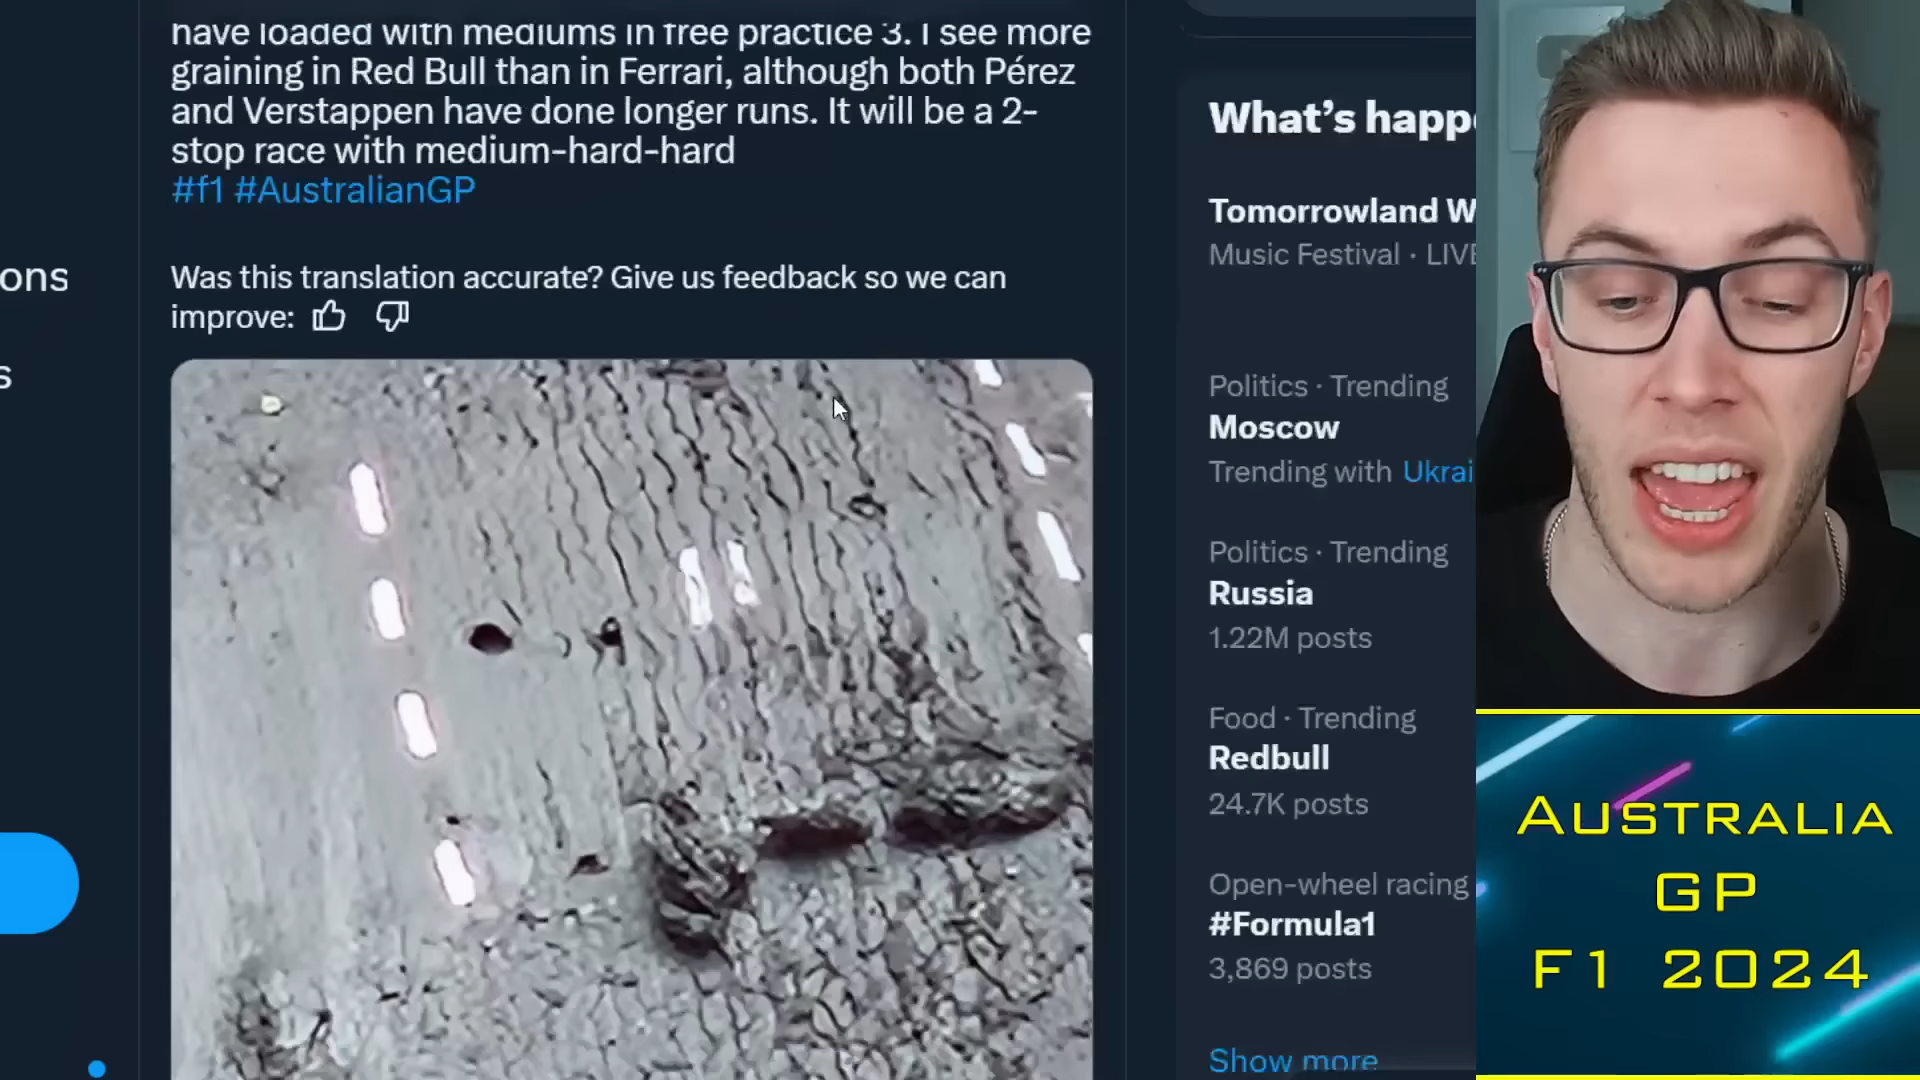 have loaded with mediums in free practice 3. I see more
graining in Red Bull than in Ferrari, although both Pérez
and Verstappen have done longer runs. It will be a 2-
stop race with medium-hard-hard
#f1 #AustralianGP
Was this translation accurate? Give us feedback so we can
improve:
ons
s
What's happe
Tomorrowland W
Music Festival · LIVE
Politics · Trending
Moscow
Trending with Ukrai
Politics · Trending
Russia
1.22M posts
Food · Trending
Redbull
24.7K posts
Open-wheel racing
#Formula1
3,869 posts
Show more
AUSTRALIA
GP
F1 2024